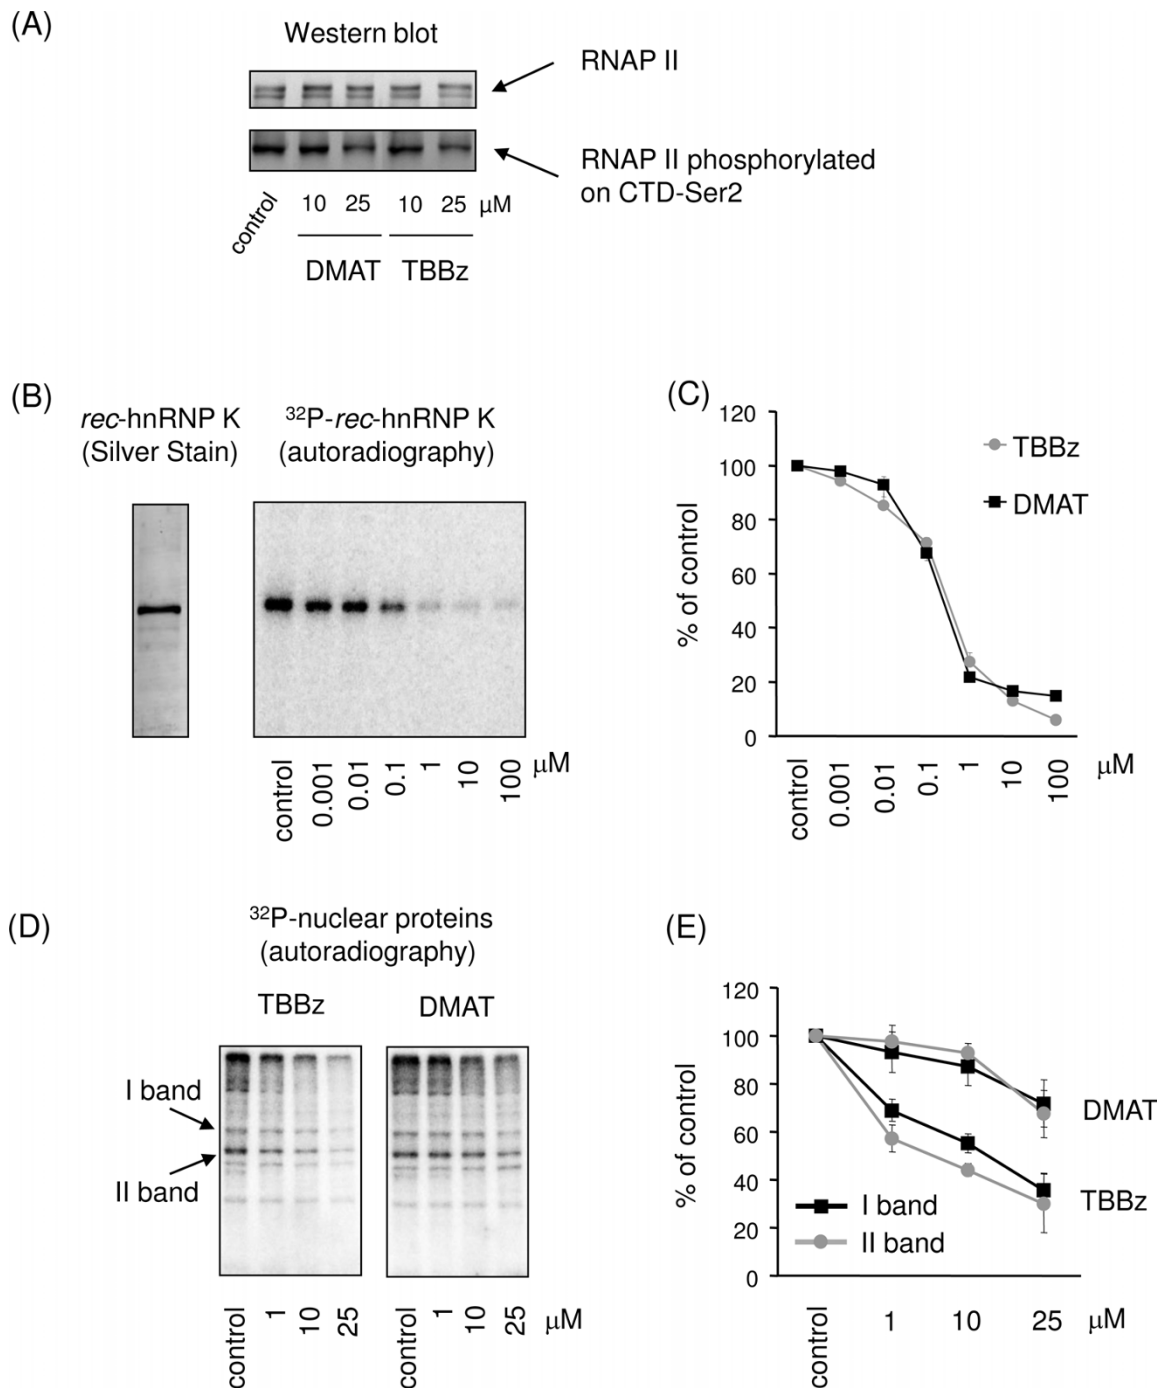 (A)
Western blot
RNAP II
RNAP II phosphorylated
on CTD-Ser2
control
10 25 10 25 μM
DMAT TBBz
(B)
rec-hnRNP K
(Silver Stain)
32P-rec-hnRNP K
(autoradiography)
control 0.001 0.01 0.1 1 10 100 μM
(C)
120
100
80
60
40
20
0
% of control
TBBz
DMAT
control 0.001 0.01 0.1 1 10 100 μM
(D)
32P-nuclear proteins
(autoradiography)
TBBz DMAT
I band
II band
control 1 10 25 control 1 10 25 μM
(E)
120
100
80
60
40
20
0
% of control
DMAT
TBBz
I band
II band
control 1 10 25 μM